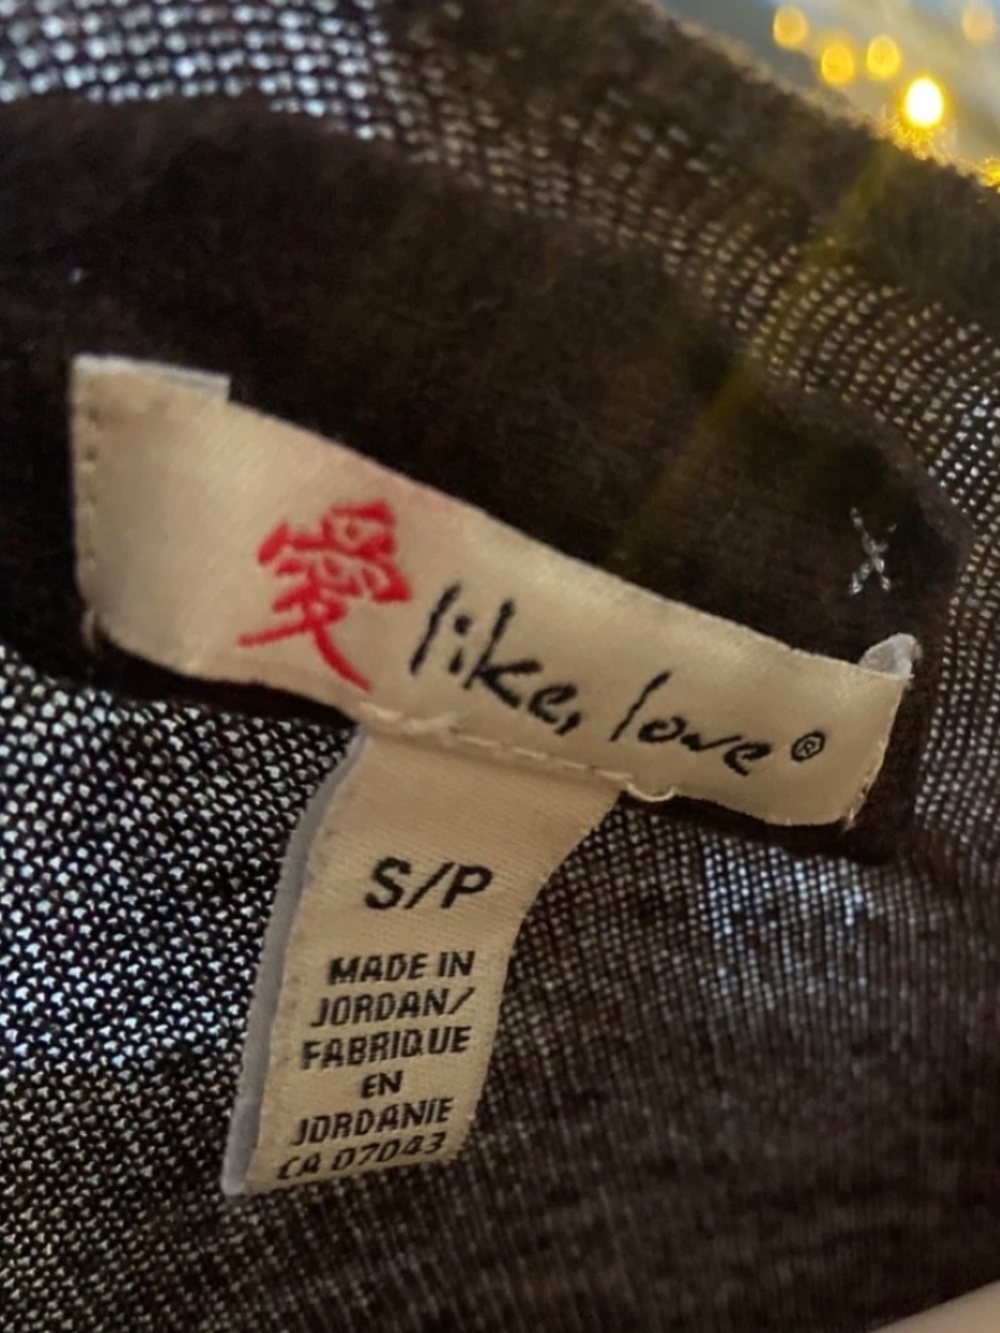 愛 like, love®
S/P
MADE IN
JORDAN/
FABRIQUE
EN
JORDANIE
CA 07043